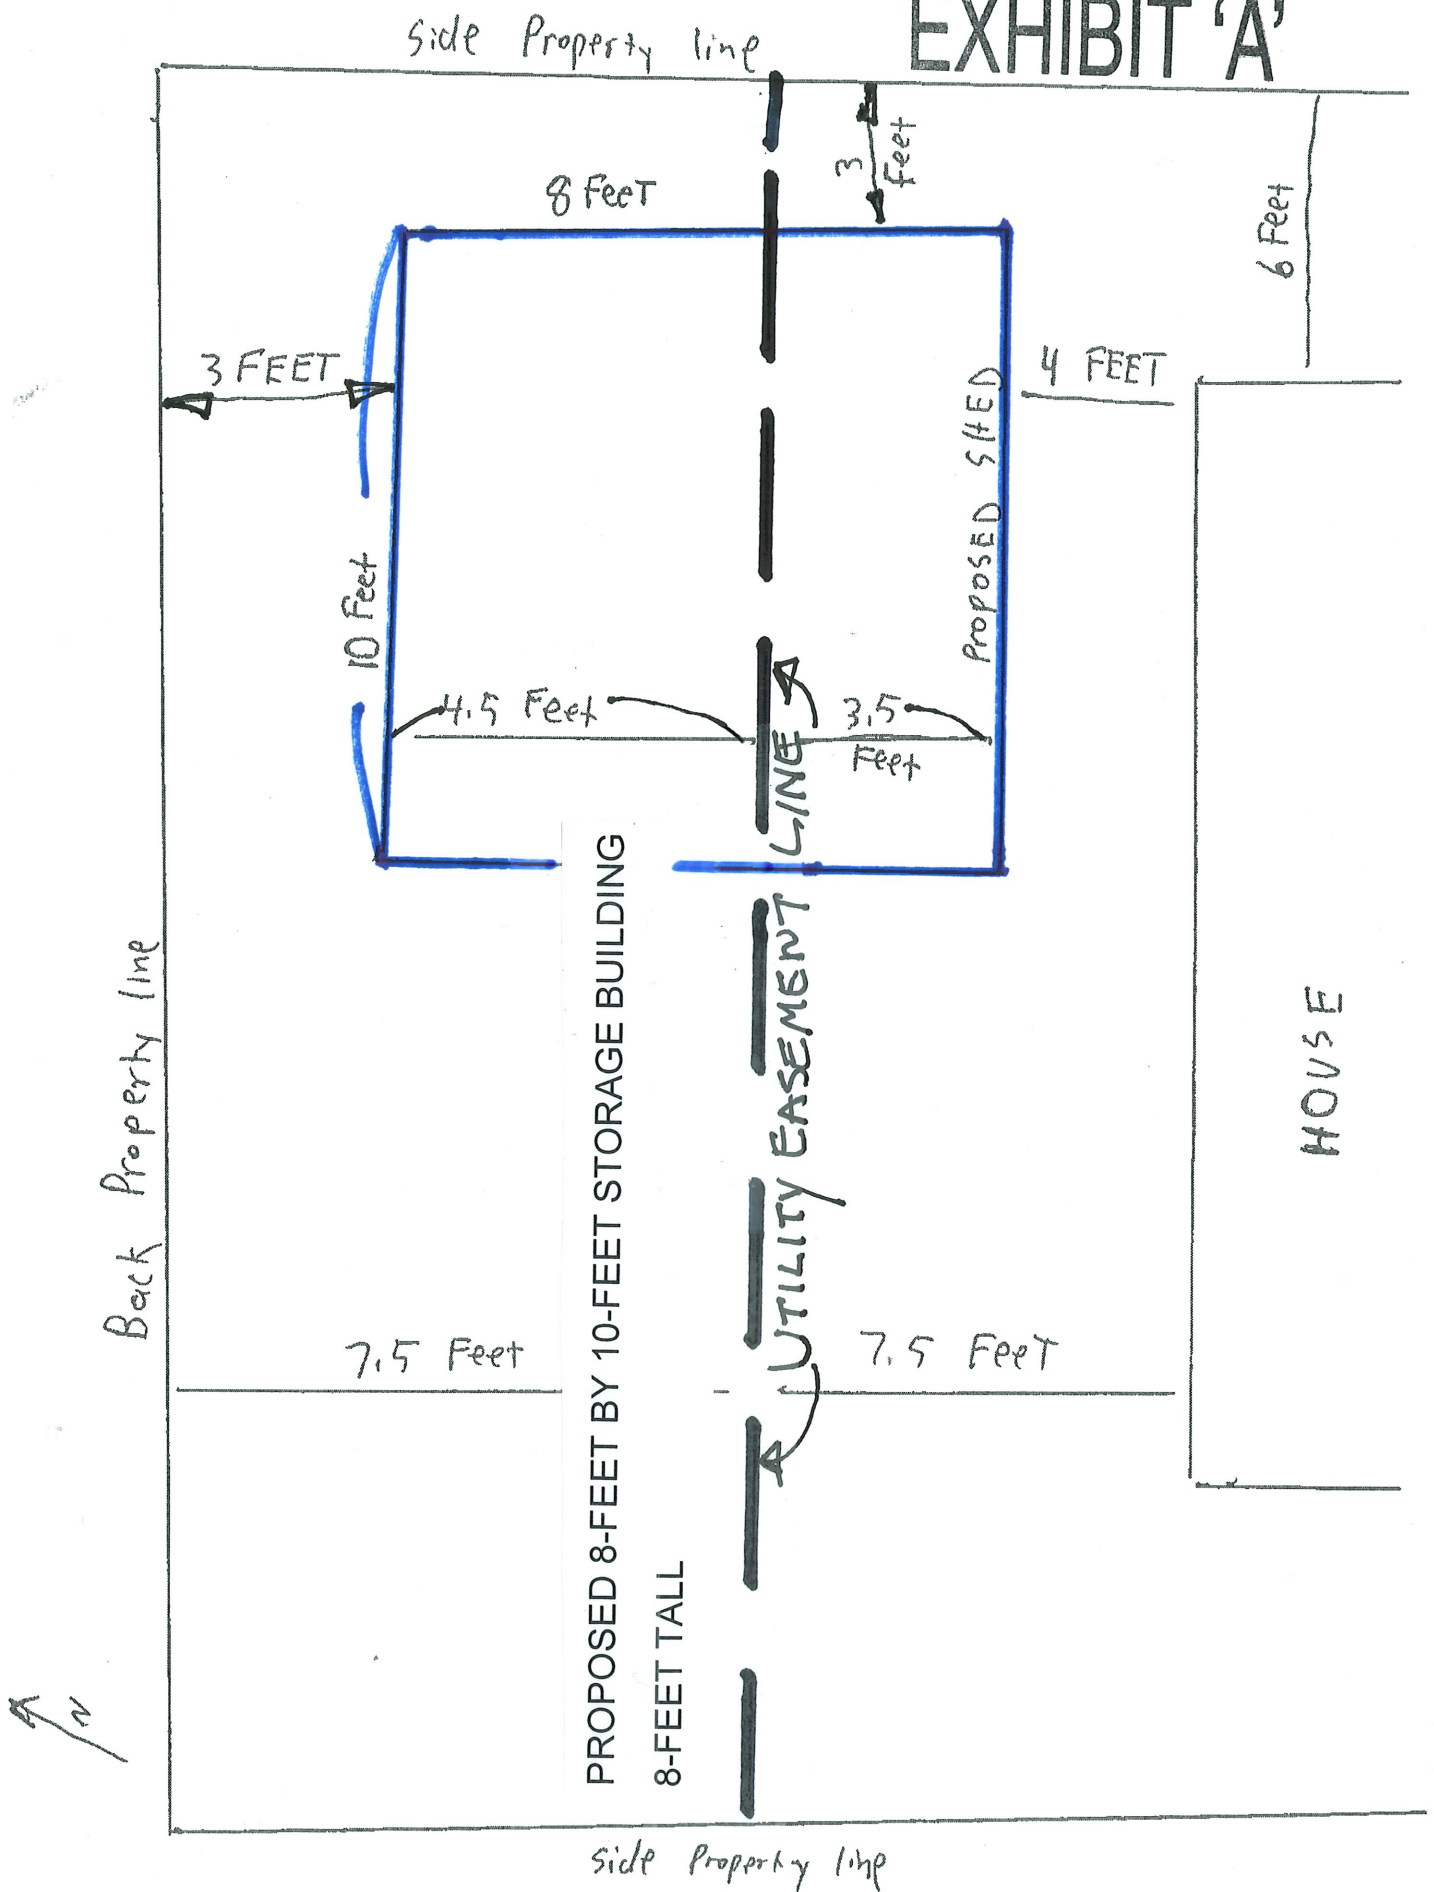 EXHIBIT 'A'
Side Property line
3
Feet
8 FeeT
6 Feet
3 FEET
4 FEET
PROPOSED SHED
10 Feet
4.5 Feet
3.5
Feet
UTILITY EASEMENT LINE
PROPOSED 8-FEET BY 10-FEET STORAGE BUILDING
8-FEET TALL
Back Property line
HOUSE
7.5 Feet
7.5 FeeT
N
Side Property line